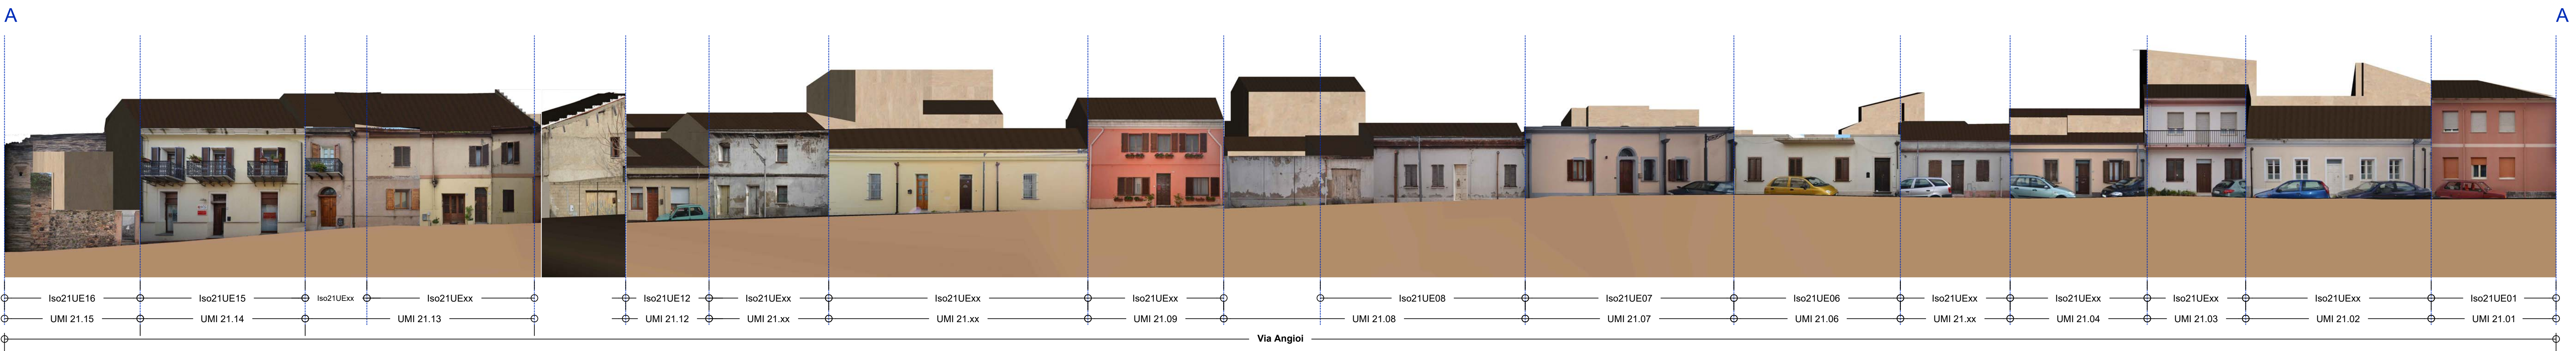 A A
Iso21UE16 Iso21UE15 Iso21UExx Iso21UExx Iso21UE12 Iso21UExx Iso21UExx Iso21UExx Iso21UE08 Iso21UE07 Iso21UE06 Iso21UExx Iso21UExx Iso21UExx Iso21UExx Iso21UE01
UMI 21.15 UMI 21.14 UMI 21.13 UMI 21.12 UMI 21.xx UMI 21.xx UMI 21.09 UMI 21.08 UMI 21.07 UMI 21.06 UMI 21.xx UMI 21.04 UMI 21.03 UMI 21.02 UMI 21.01
Via Angioi